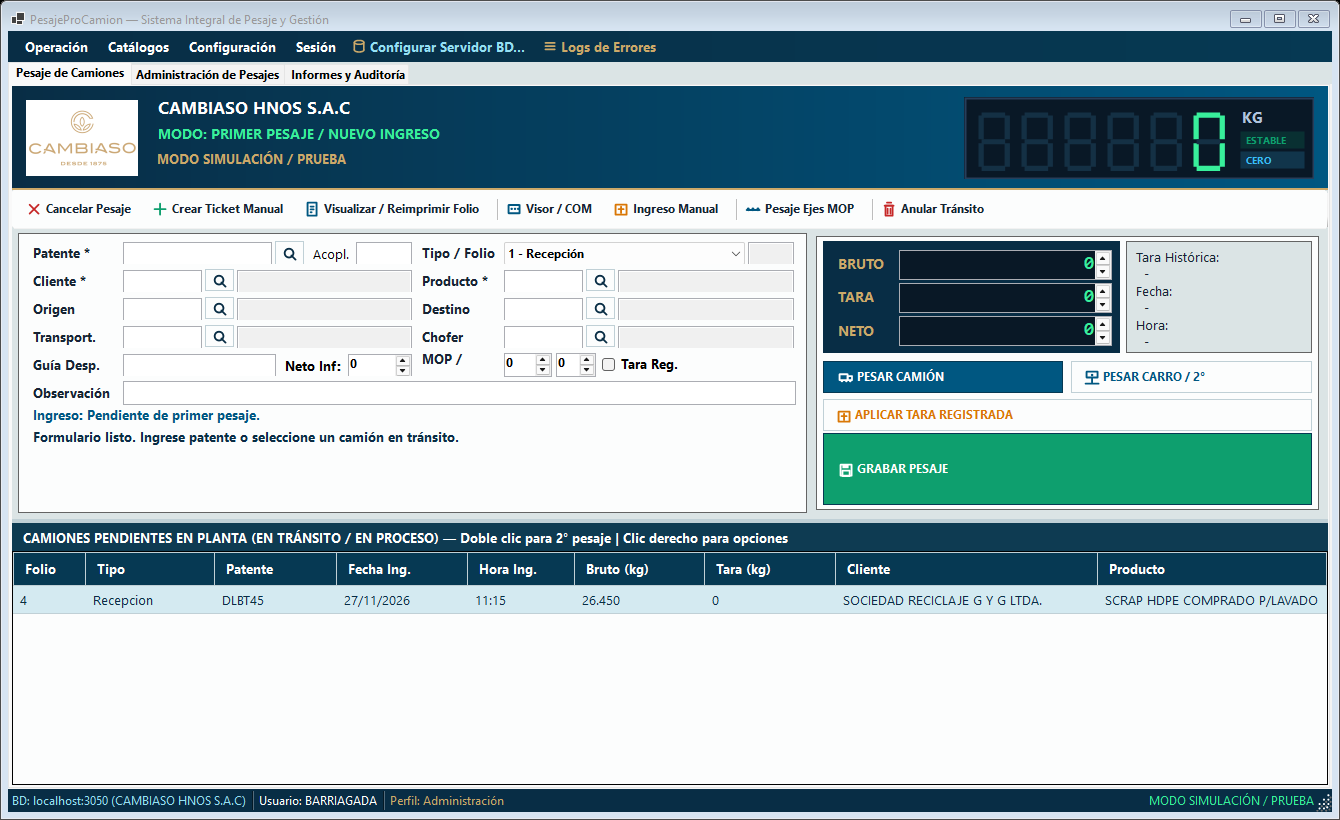 PesajeProCamion — Sistema Integral de Pesaje y Gestión
Operación Catálogos Configuración Sesión Configurar Servidor BD... Logs de Errores
Pesaje de Camiones Administración de Pesajes Informes y Auditoría
CAMBIASO
DESDE 1876
CAMBIASO HNOS S.A.C
MODO: PRIMER PESAJE / NUEVO INGRESO
MODO SIMULACIÓN / PRUEBA
0
KG
ESTABLE
CERO
Cancelar Pesaje Crear Ticket Manual Visualizar / Reimprimir Folio Visor / COM Ingreso Manual Pesaje Ejes MOP Anular Tránsito
Patente * Acopl. Tipo / Folio 1 - Recepción
Cliente * Producto *
Origen Destino
Transport. Chofer
Guía Desp. Neto Inf: 0 MOP / 0 0 Tara Reg.
Observación
Ingreso: Pendiente de primer pesaje.
Formulario listo. Ingrese patente o seleccione un camión en tránsito.
BRUTO 0
TARA 0
NETO 0
Tara Histórica:
-
Fecha:
-
Hora:
-
PESAR CAMIÓN PESAR CARRO / 2°
APLICAR TARA REGISTRADA
GRABAR PESAJE
CAMIONES PENDIENTES EN PLANTA (EN TRÁNSITO / EN PROCESO) — Doble clic para 2° pesaje | Clic derecho para opciones
Folio Tipo Patente Fecha Ing. Hora Ing. Bruto (kg) Tara (kg) Cliente Producto
4 Recepcion DLBT45 27/11/2026 11:15 26.450 0 SOCIEDAD RECICLAJE G Y G LTDA. SCRAP HDPE COMPRADO P/LAVADO
BD: localhost:3050 (CAMBIASO HNOS S.A.C) Usuario: BARRIAGADA Perfil: Administración MODO SIMULACIÓN / PRUEBA